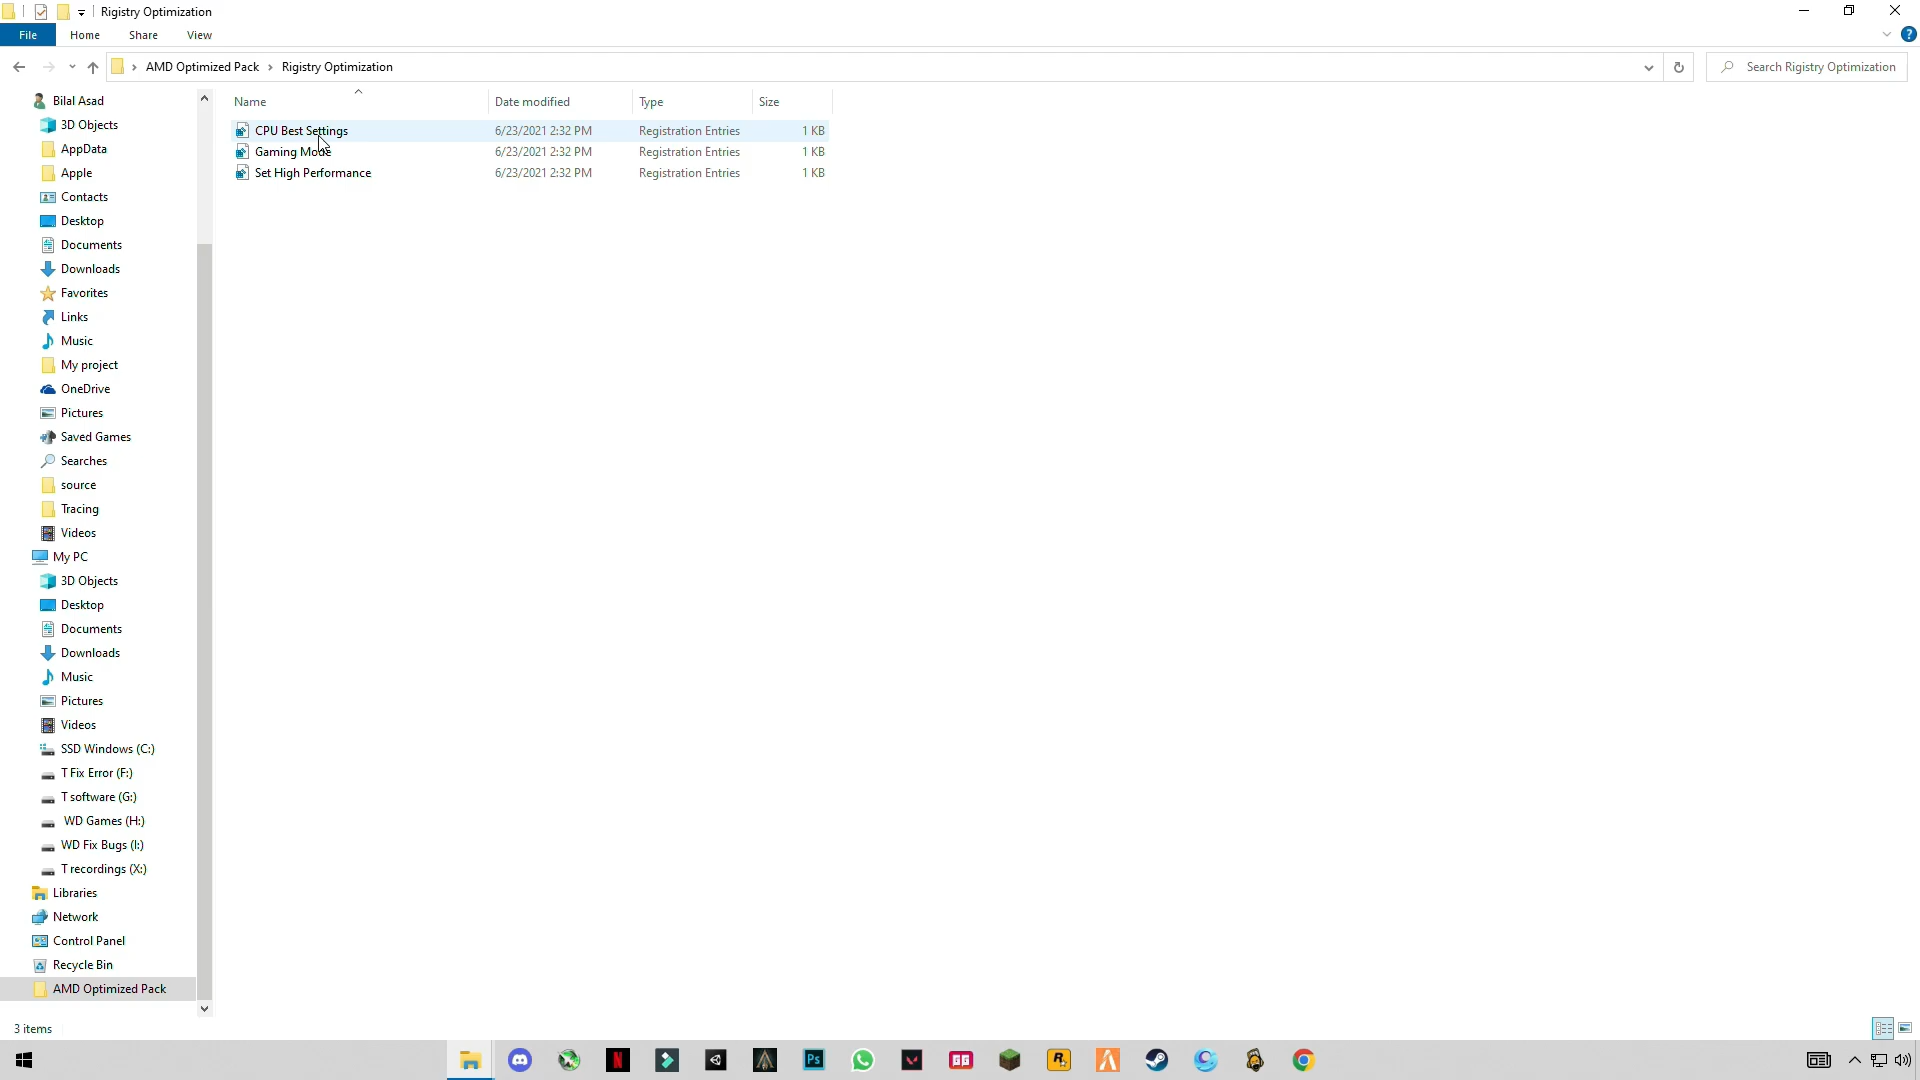 Rigistry Optimization
File Home Share View
AMD Optimized Pack > Rigistry Optimization
Search Rigistry Optimization
Name Date modified Type Size
CPU Best Settings 6/23/2021 2:32 PM Registration Entries 1 KB
Gaming Mode 6/23/2021 2:32 PM Registration Entries 1 KB
Set High Performance 6/23/2021 2:32 PM Registration Entries 1 KB
Bilal Asad
3D Objects
AppData
Apple
Contacts
Desktop
Documents
Downloads
Favorites
Links
Music
My project
OneDrive
Pictures
Saved Games
Searches
source
Tracing
Videos
My PC
3D Objects
Desktop
Documents
Downloads
Music
Pictures
Videos
SSD Windows (C:)
T Fix Error (F:)
T software (G:)
WD Games (H:)
WD Fix Bugs (I:)
T recordings (X:)
Libraries
Network
Control Panel
Recycle Bin
AMD Optimized Pack
3 items